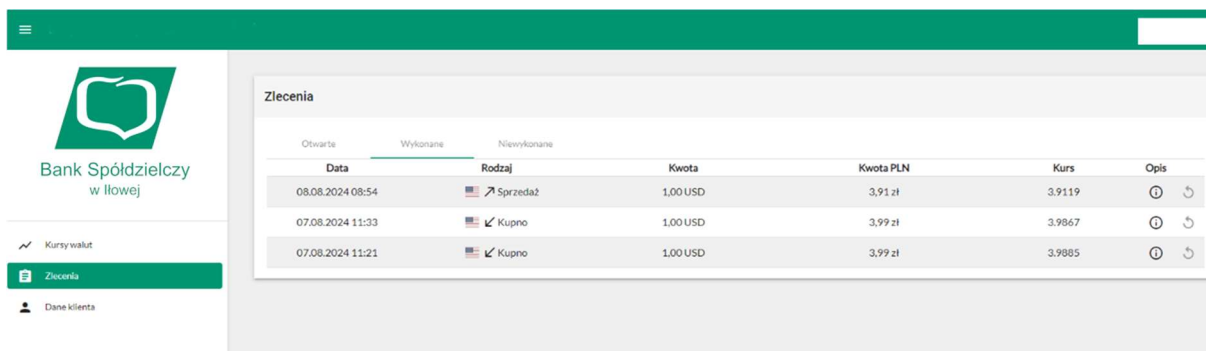 Bank Spółdzielczy
w Iłowej
Kursy walut
Zlecenia
Dane klienta
Zlecenia
Otwarte Wykonane Niewykonane
Data Rodzaj Kwota Kwota PLN Kurs Opis
08.08.2024 08:54 Sprzedaż 1,00 USD 3,91 zł 3.9119
07.08.2024 11:33 Kupno 1,00 USD 3,99 zł 3.9867
07.08.2024 11:21 Kupno 1,00 USD 3,99 zł 3.9885